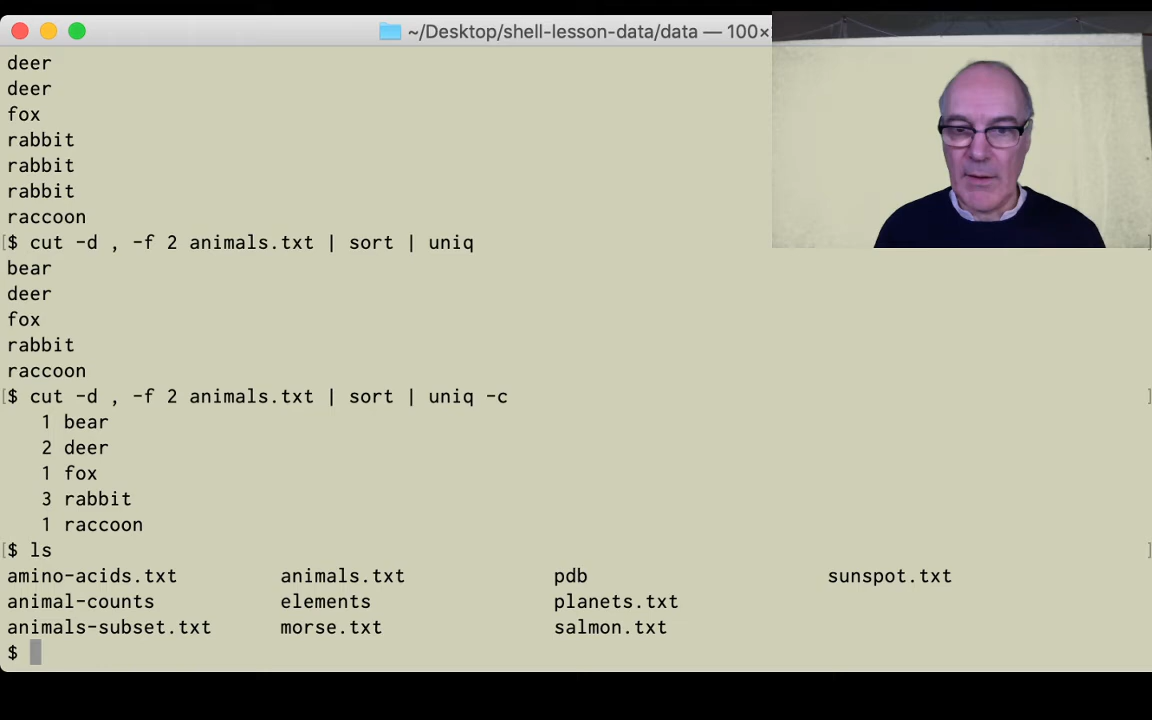 ~/Desktop/shell-lesson-data/data — 100×
deer
deer
fox
rabbit
rabbit
rabbit
raccoon
[$ cut -d , -f 2 animals.txt | sort | uniq ]
bear
deer
fox
rabbit
raccoon
[$ cut -d , -f 2 animals.txt | sort | uniq -c ]
1 bear
2 deer
1 fox
3 rabbit
1 raccoon
[$ ls ]
amino-acids.txt animals.txt pdb sunspot.txt
animal-counts elements planets.txt
animals-subset.txt morse.txt salmon.txt
$